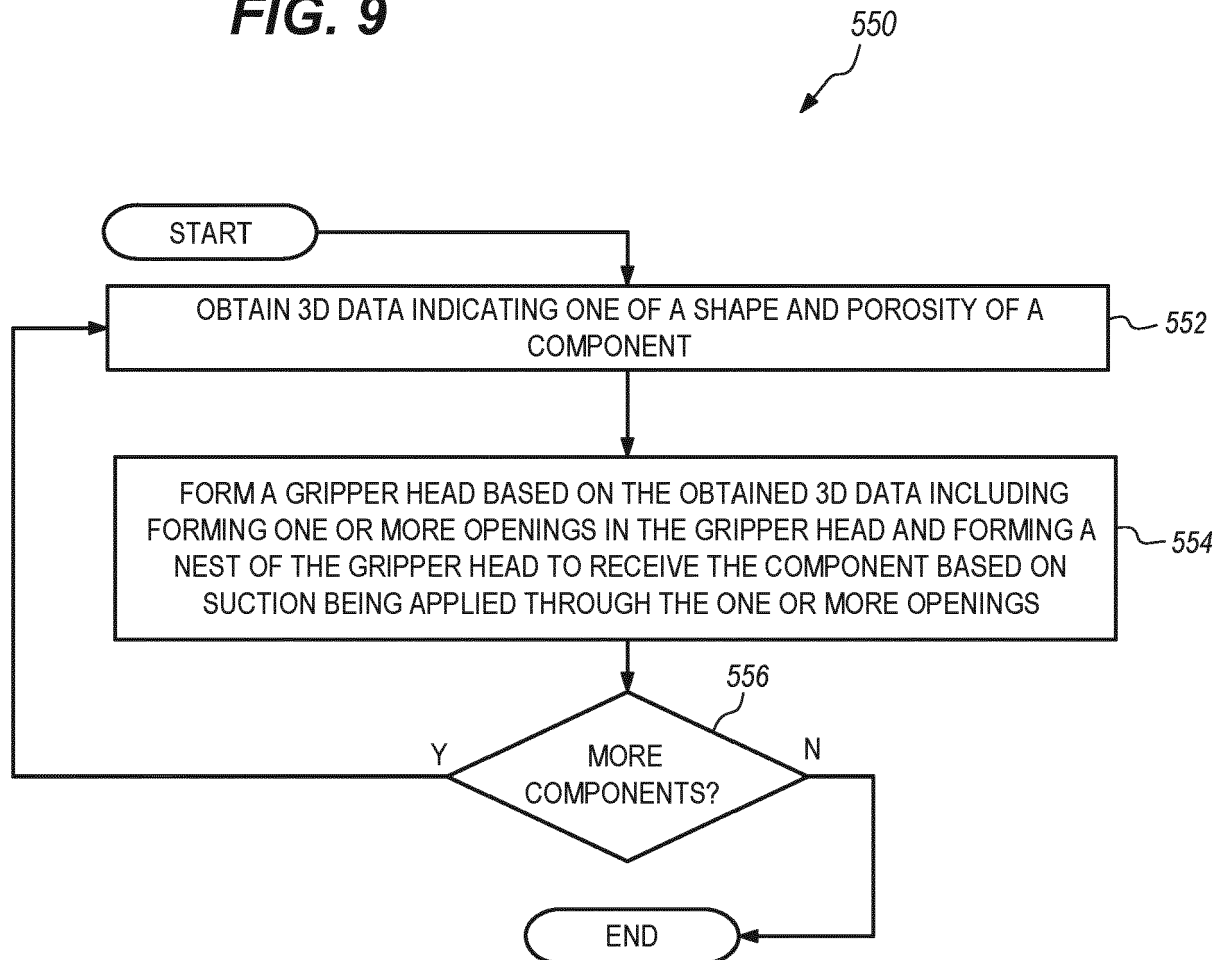 FIG. 9
550
START
OBTAIN 3D DATA INDICATING ONE OF A SHAPE AND POROSITY OF A
COMPONENT
552
FORM A GRIPPER HEAD BASED ON THE OBTAINED 3D DATA INCLUDING
FORMING ONE OR MORE OPENINGS IN THE GRIPPER HEAD AND FORMING A
NEST OF THE GRIPPER HEAD TO RECEIVE THE COMPONENT BASED ON
SUCTION BEING APPLIED THROUGH THE ONE OR MORE OPENINGS
554
556
Y
MORE
COMPONENTS?
N
END